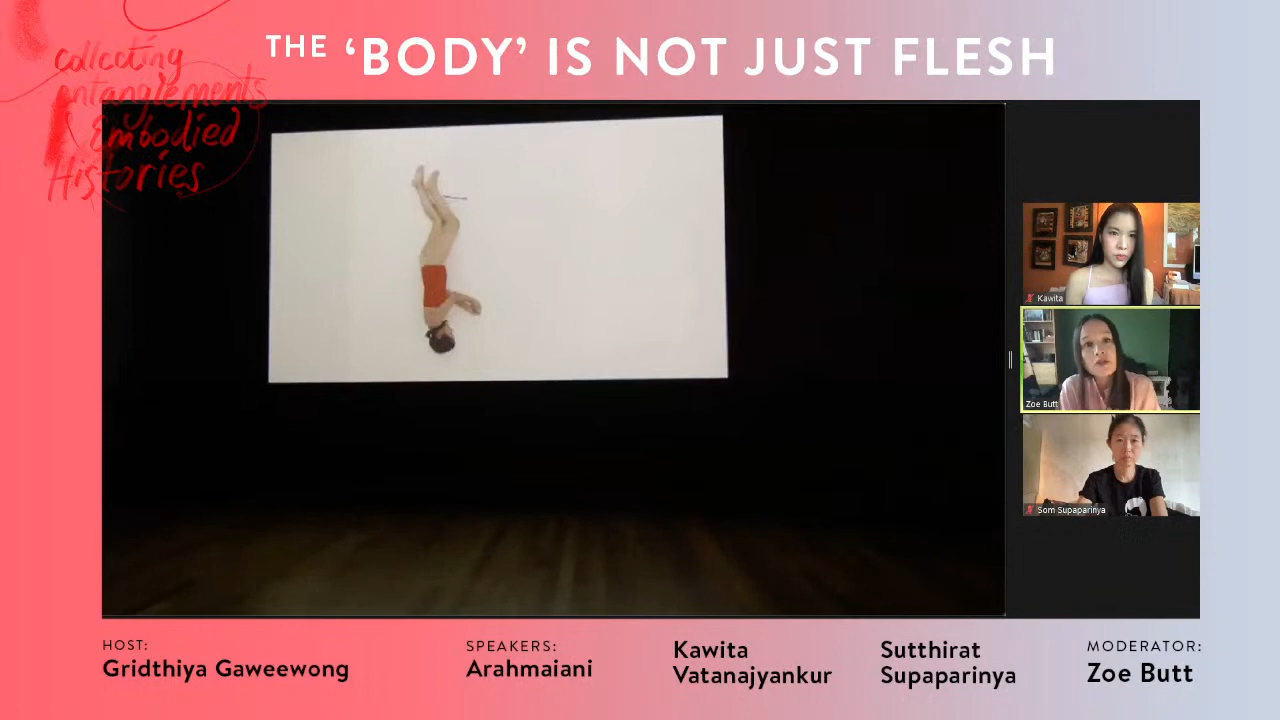 THE ‘BODY’ IS NOT JUST FLESH
collecting
entanglements
Embodied
Histories
Kawita
Zoe Butt
Som Supaparinya
HOST:
Gridthiya Gaweewong
SPEAKERS:
Arahmaiani
Kawita
Vatanajyankur
Sutthirat
Supaparinya
MODERATOR:
Zoe Butt